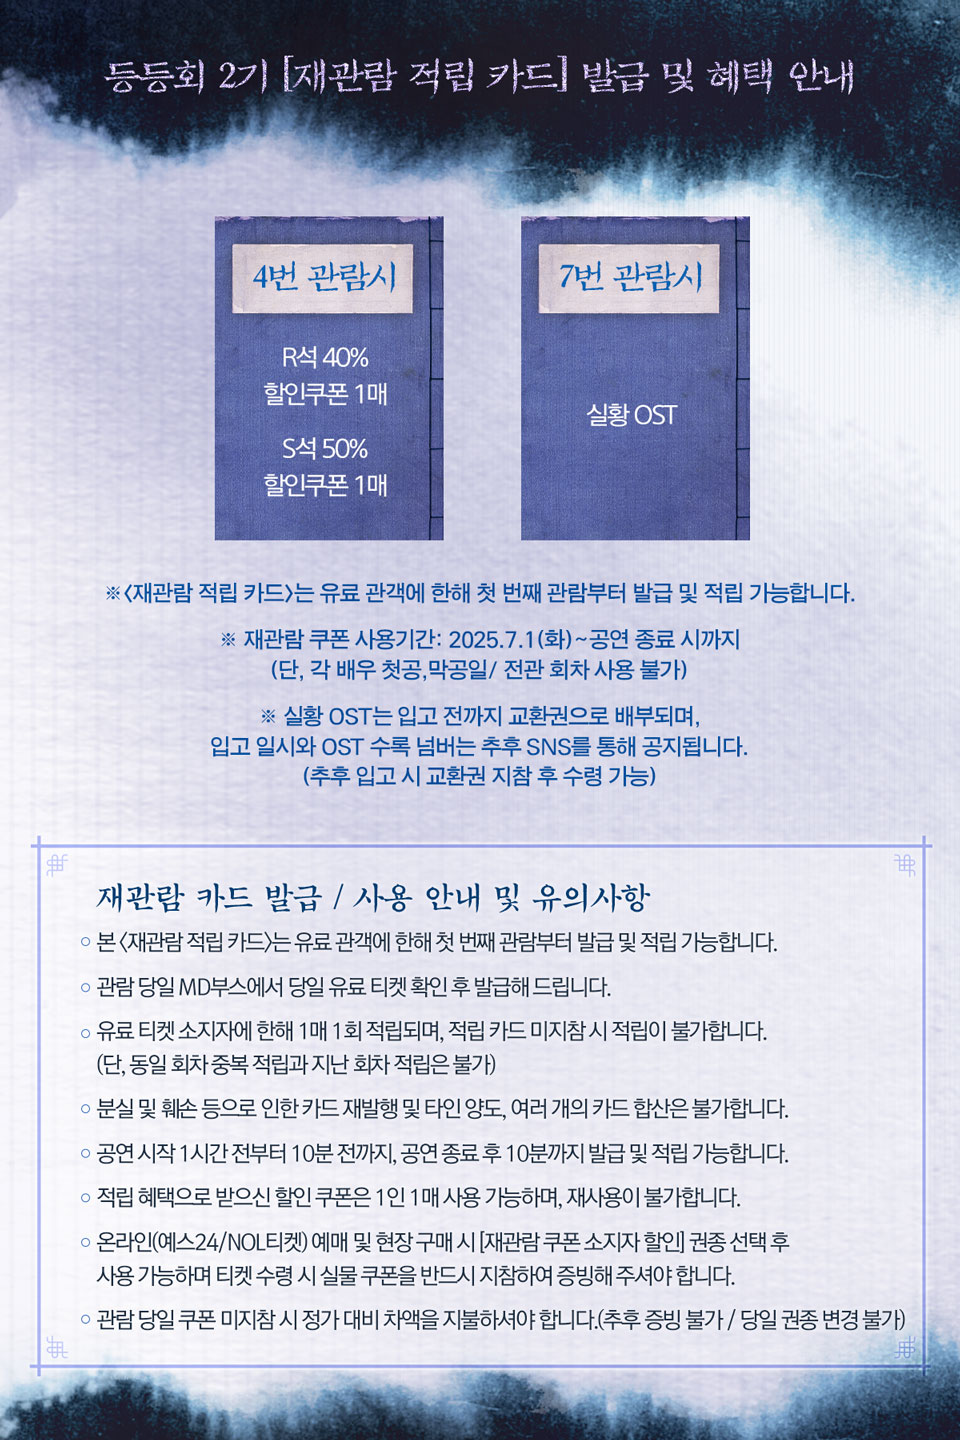 등등회 2기 [재관람 적립 카드] 발급 및 혜택 안내
4번 관람시
R석 40%
할인쿠폰 1매
S석 50%
할인쿠폰 1매
7번 관람시
실황 OST
※<재관람 적립 카드>는 유료 관객에 한해 첫 번째 관람부터 발급 및 적립 가능합니다.
※ 재관람 쿠폰 사용기간: 2025.7.1(화)~공연 종료 시까지
(단, 각 배우 첫공,막공일/ 전관 회차 사용 불가)
※ 실황 OST는 입고 전까지 교환권으로 배부되며,
입고 일시와 OST 수록 넘버는 추후 SNS를 통해 공지됩니다.
(추후 입고 시 교환권 지참 후 수령 가능)
재관람 카드 발급 / 사용 안내 및 유의사항
○ 본 <재관람 적립 카드>는 유료 관객에 한해 첫 번째 관람부터 발급 및 적립 가능합니다.
○ 관람 당일 MD부스에서 당일 유료 티켓 확인 후 발급해 드립니다.
○ 유료 티켓 소지자에 한해 1매 1회 적립되며, 적립 카드 미지참 시 적립이 불가합니다.
(단, 동일 회차 중복 적립과 지난 회차 적립은 불가)
○ 분실 및 훼손 등으로 인한 카드 재발행 및 타인 양도, 여러 개의 카드 합산은 불가합니다.
○ 공연 시작 1시간 전부터 10분 전까지, 공연 종료 후 10분까지 발급 및 적립 가능합니다.
○ 적립 혜택으로 받으신 할인 쿠폰은 1인 1매 사용 가능하며, 재사용이 불가합니다.
○ 온라인(예스24/NOL티켓) 예매 및 현장 구매 시 [재관람 쿠폰 소지자 할인] 권종 선택 후
사용 가능하며 티켓 수령 시 실물 쿠폰을 반드시 지참하여 증빙해 주셔야 합니다.
○ 관람 당일 쿠폰 미지참 시 정가 대비 차액을 지불하셔야 합니다.(추후 증빙 불가 / 당일 권종 변경 불가)